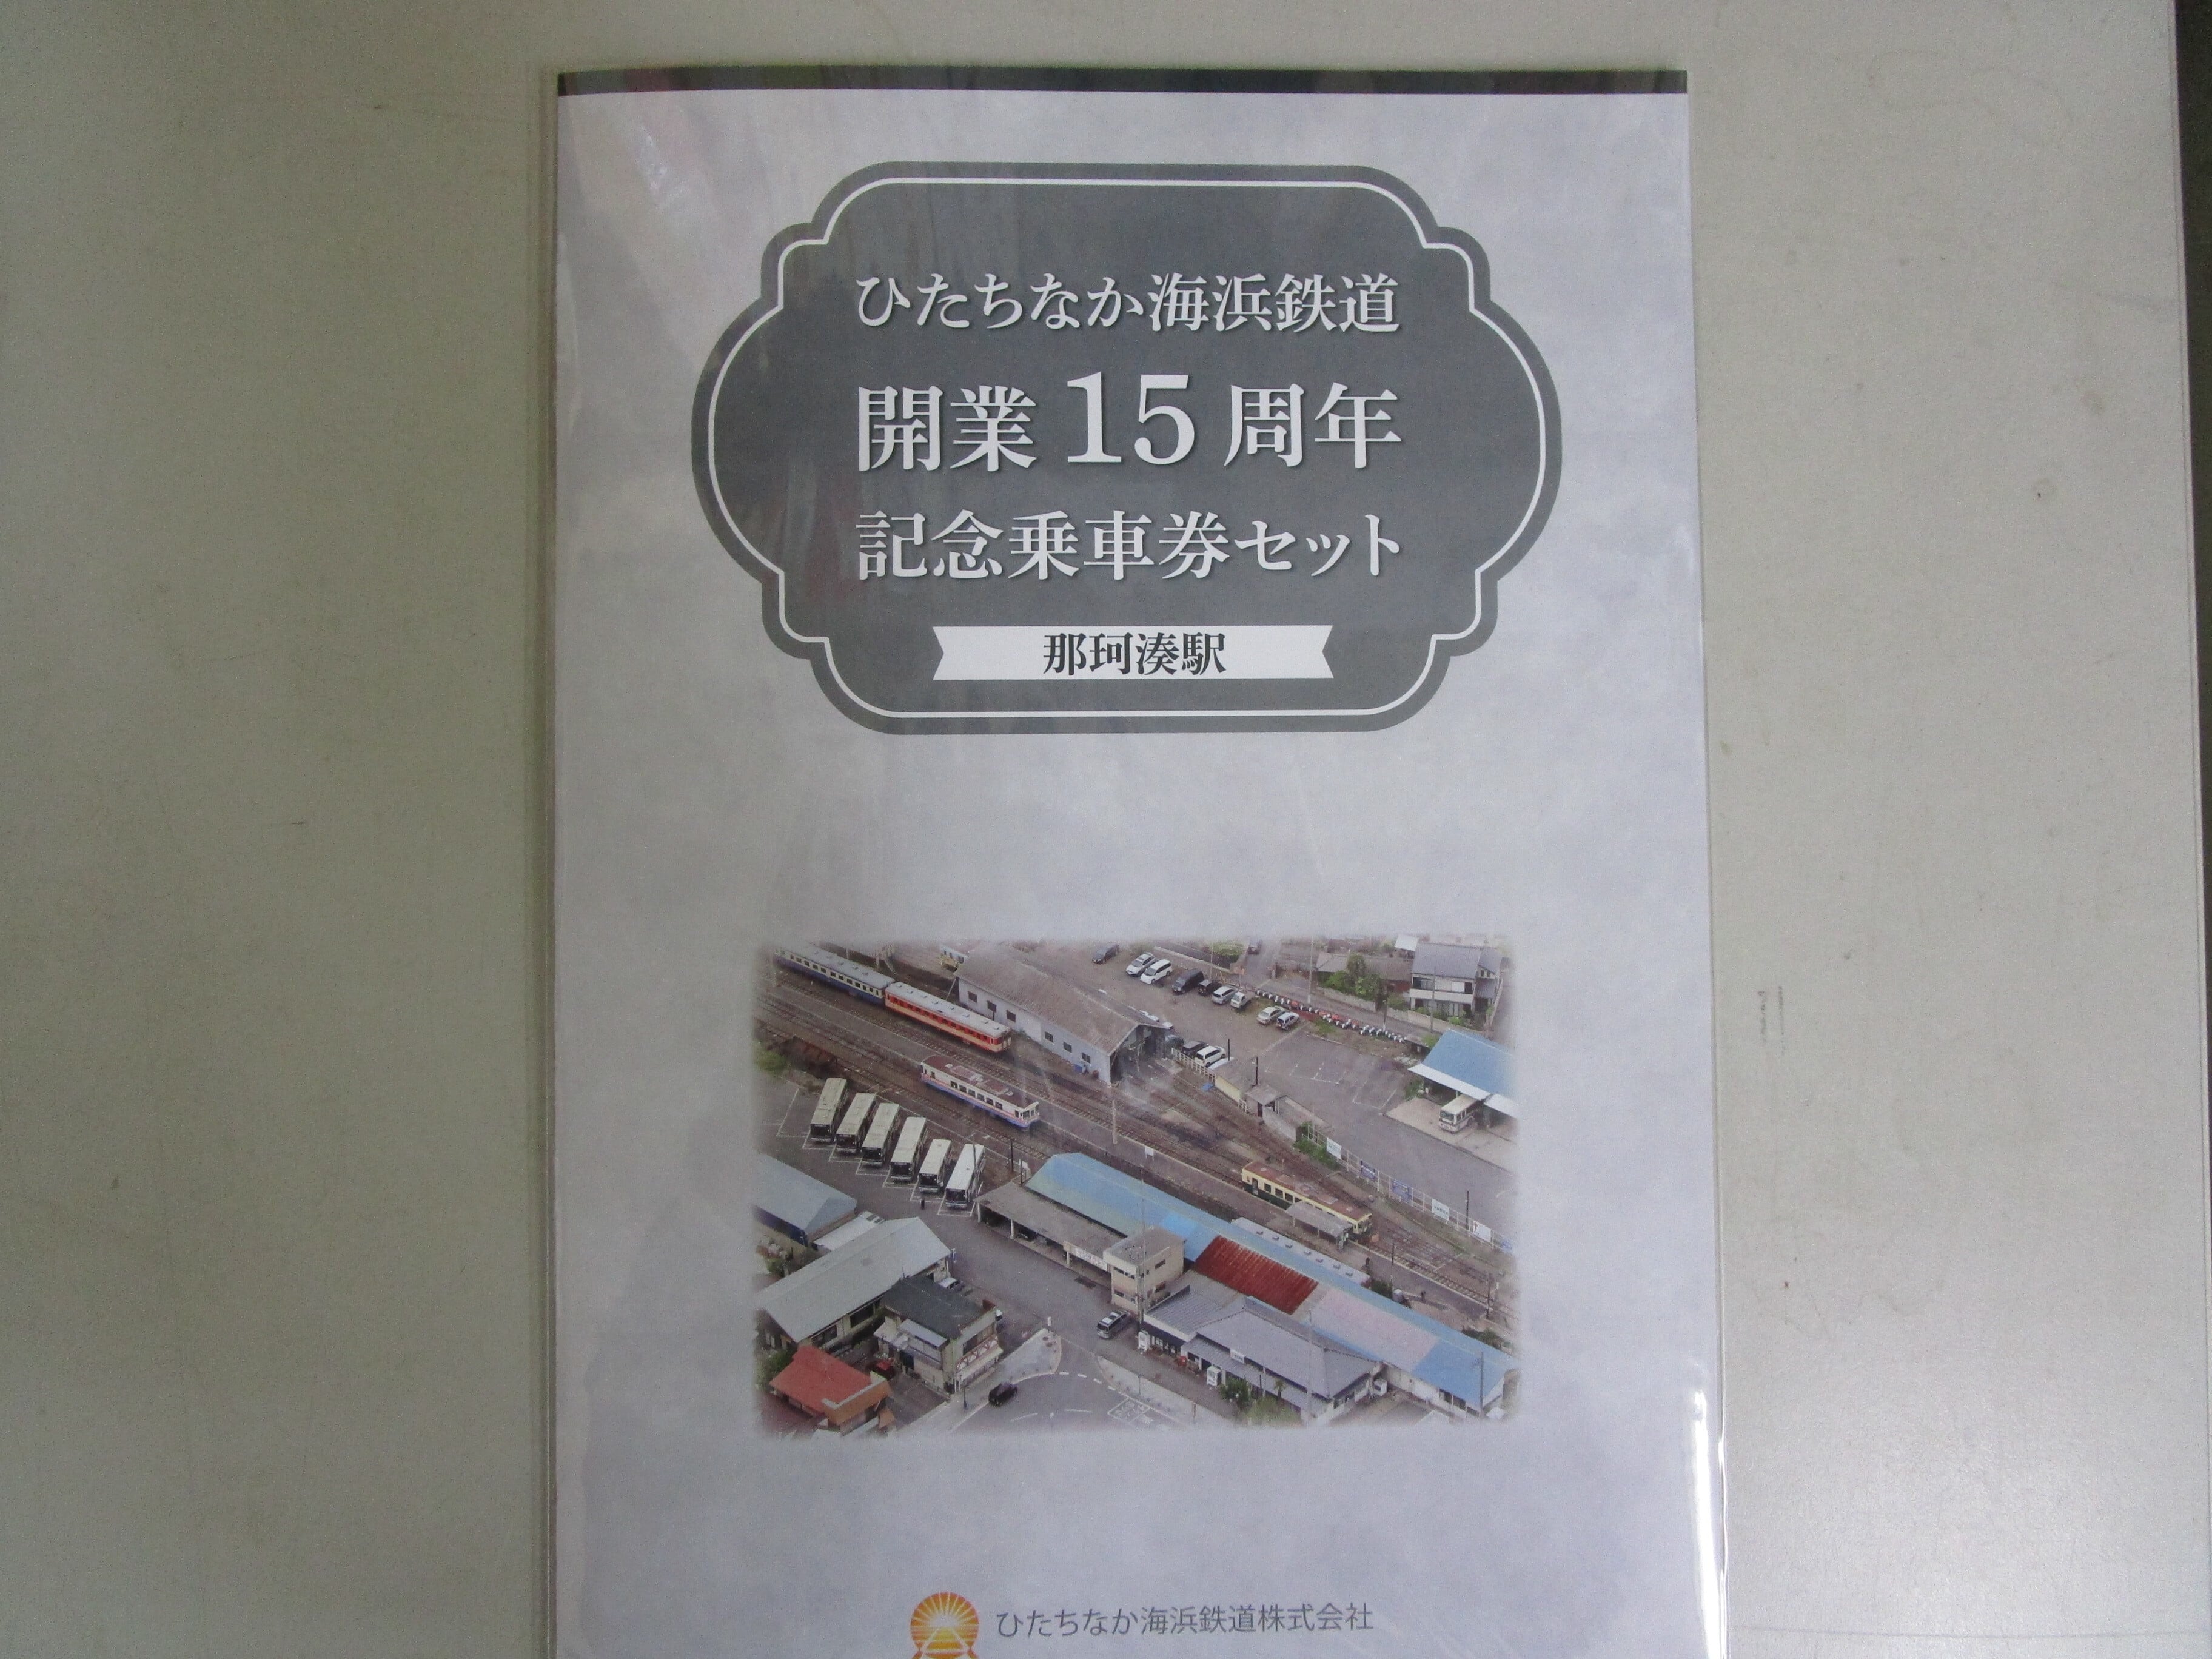 ひたちなか海浜鉄道
開業15周年
記念乗車券セット
那珂湊駅
ひたちなか海浜鉄道株式会社